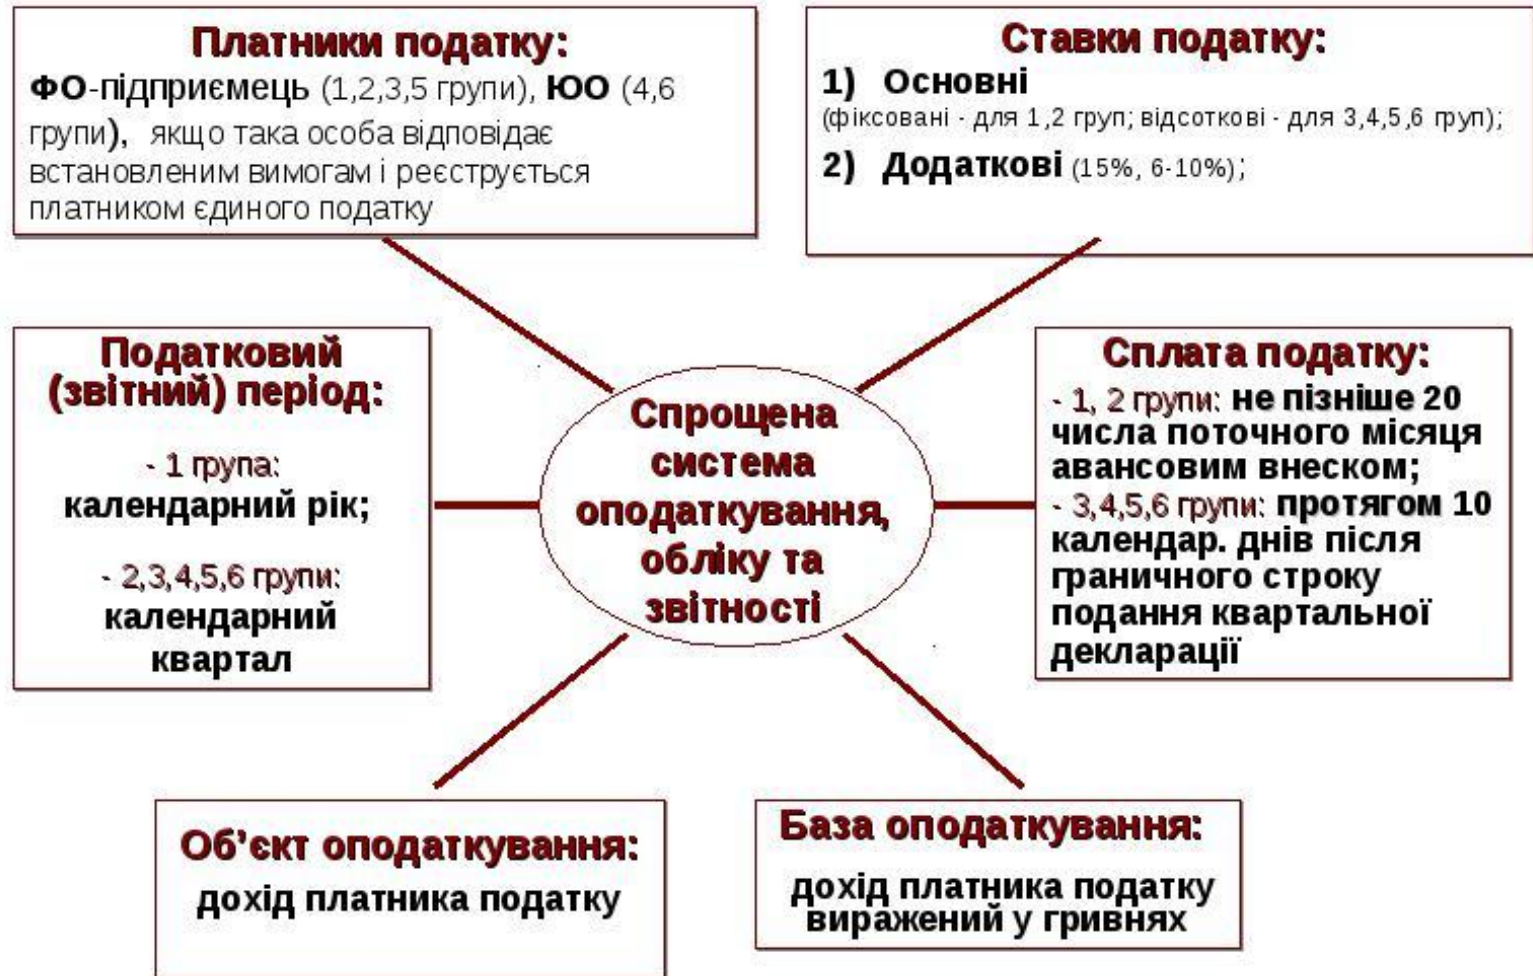 Платники податку:
ФО-підприємець (1,2,3,5 групи), ЮО (4,6
групи), якщо така особа відповідає
встановленим вимогам і реєструється
платником єдиного податку
Ставки податку:
1) Основні
(фіксовані - для 1,2 груп; відсоткові - для 3,4,5,6 груп);
2) Додаткові (15%, 6-10%);
Податковий
(звітний) період:
- 1 група:
календарний рік;
- 2,3,4,5,6 групи:
календарний
квартал
Спрощена
система
оподаткування,
обліку та
звітності
Сплата податку:
- 1, 2 групи: не пізніше 20
числа поточного місяця
авансовим внеском;
- 3,4,5,6 групи: протягом 10
календар. днів після
граничного строку
подання квартальної
декларації
Об’єкт оподаткування:
дохід платника податку
База оподаткування:
дохід платника податку
виражений у гривнях